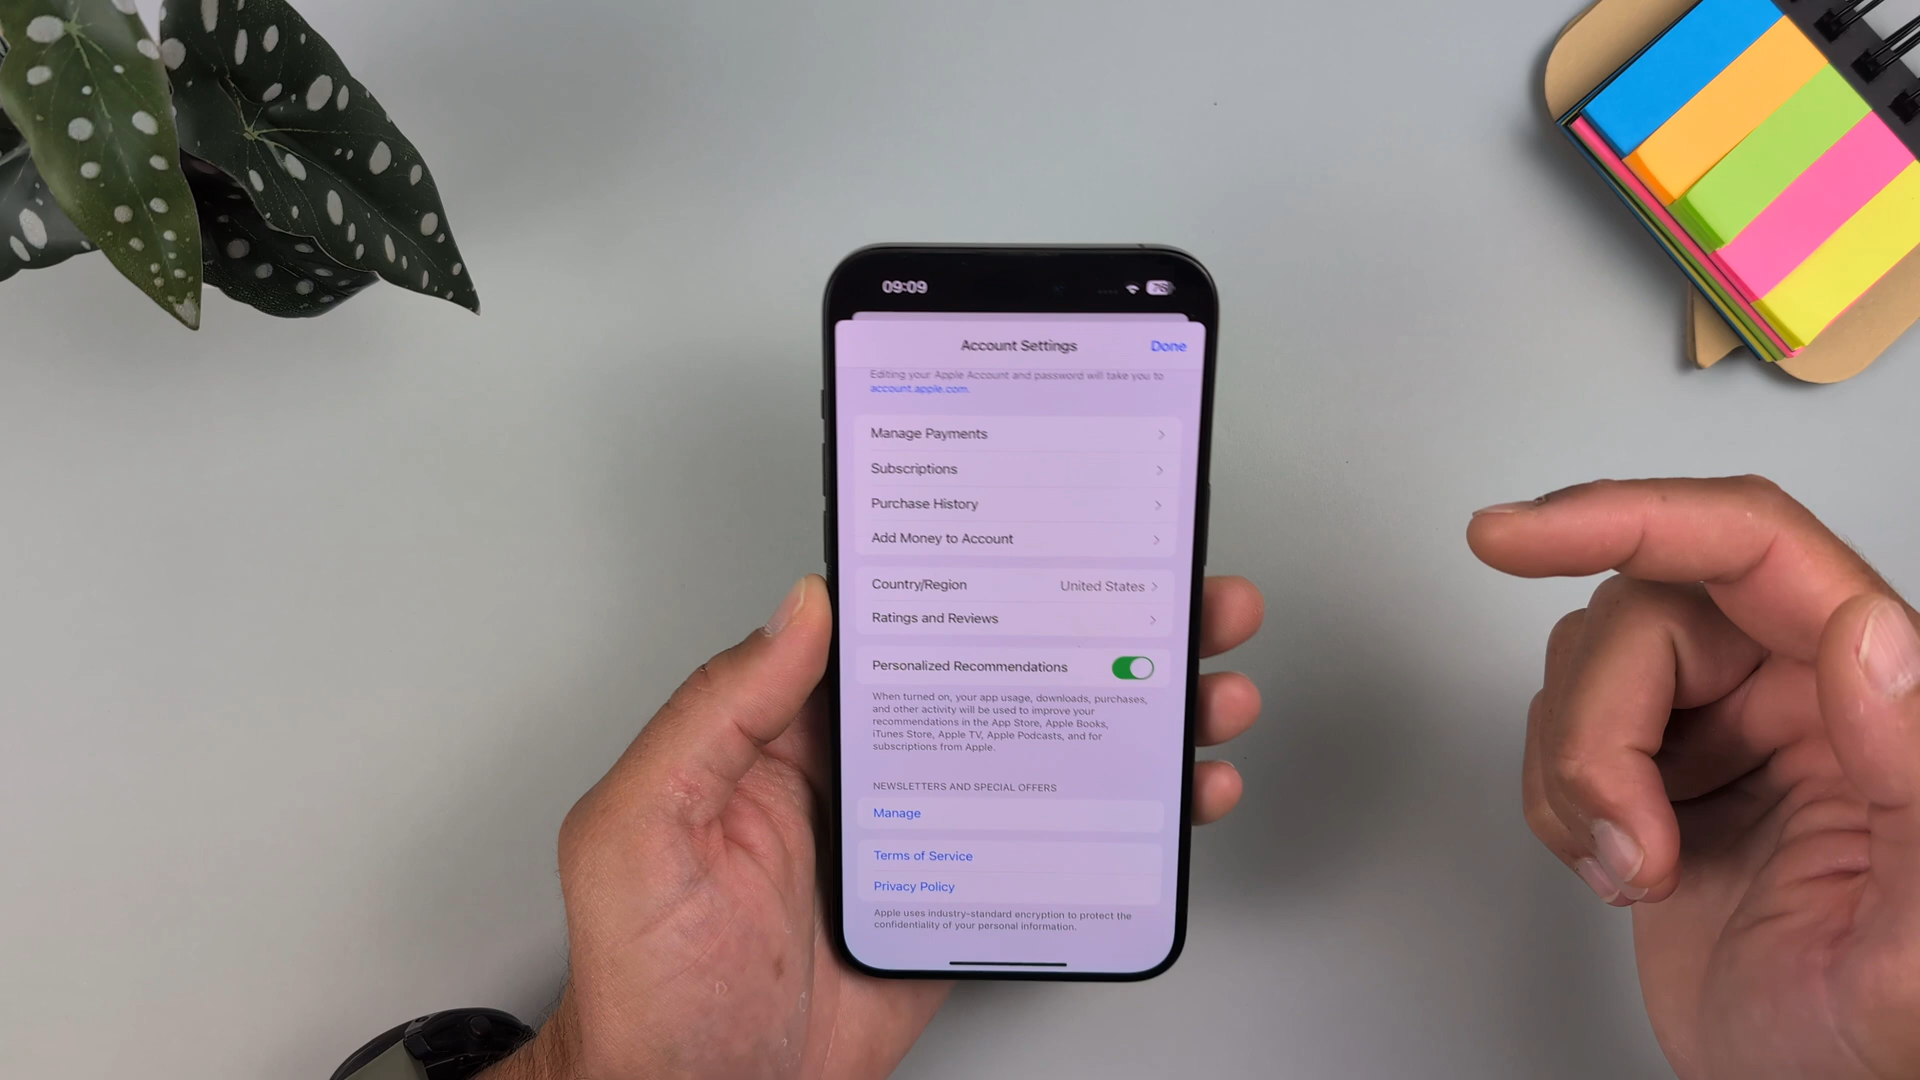 09:09
76
Account Settings
Done
Editing your Apple Account and password will take you to
account.apple.com.
Manage Payments
Subscriptions
Purchase History
Add Money to Account
Country/Region United States
Ratings and Reviews
Personalized Recommendations
When turned on, your app usage, downloads, purchases,
and other activity will be used to improve your
recommendations in the App Store, Apple Books,
iTunes Store, Apple TV, Apple Podcasts, and for
subscriptions from Apple.
NEWSLETTERS AND SPECIAL OFFERS
Manage
Terms of Service
Privacy Policy
Apple uses industry-standard encryption to protect the
confidentiality of your personal information.